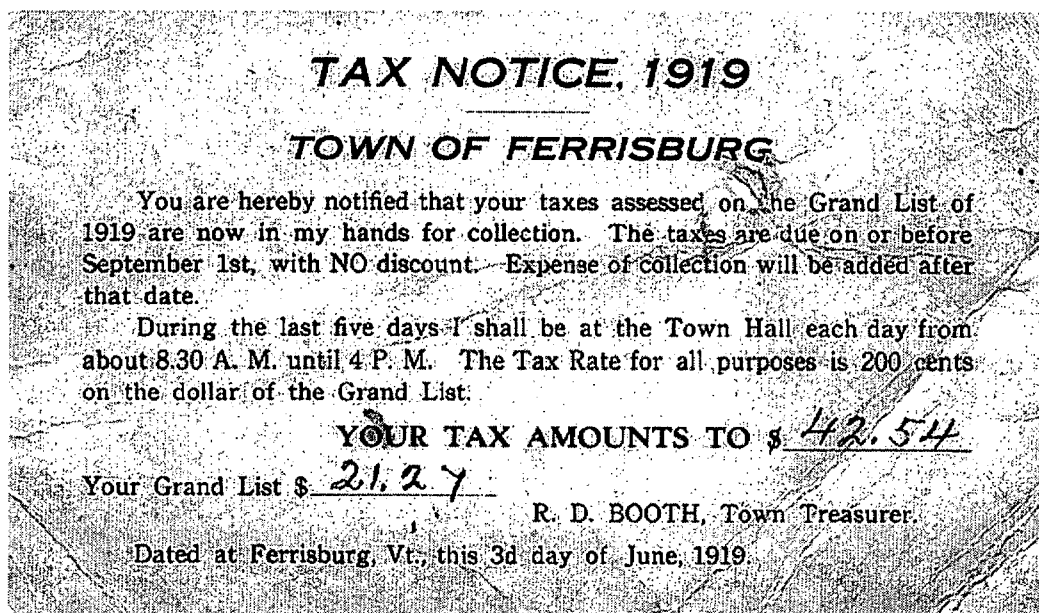 TAX NOTICE, 1919
TOWN OF FERRISBURG
You are hereby notified that your taxes assessed on the Grand List of
1919 are now in my hands for collection. The taxes are due on or before
September 1st, with NO discount. Expense of collection will be added after
that date.
During the last five days I shall be at the Town Hall each day from
about 8.30 A. M. until 4 P. M. The Tax Rate for all purposes is 200 cents
on the dollar of the Grand List.
YOUR TAX AMOUNTS TO $ 42.54
Your Grand List $ 21.27
R. D. BOOTH, Town Treasurer.
Dated at Ferrisburg, Vt., this 3d day of June, 1919.